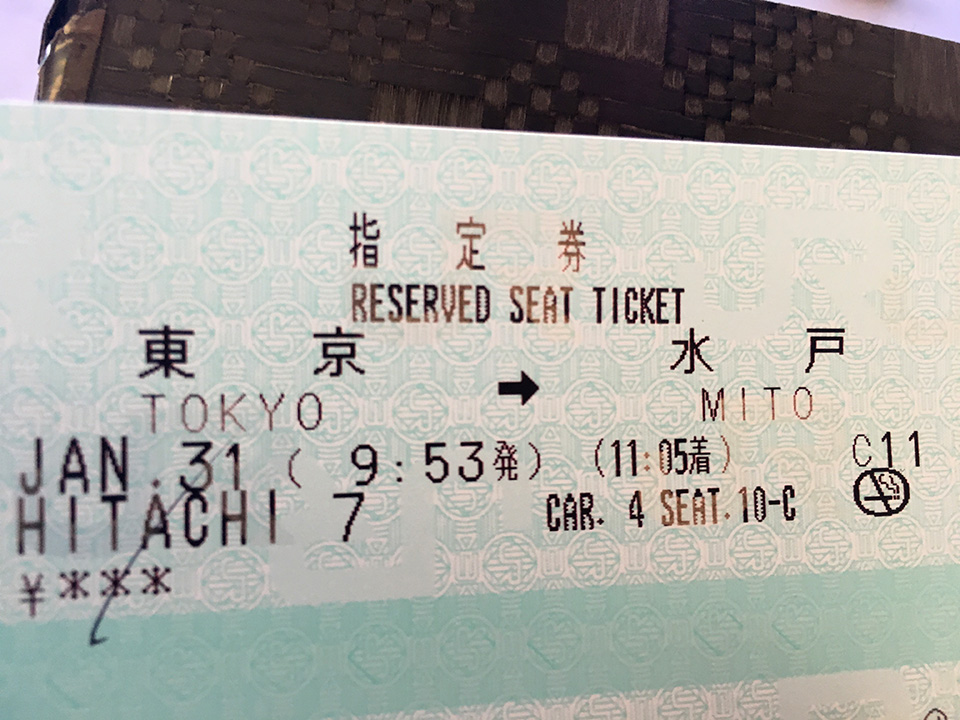 指定券
RESERVED SEAT TICKET
東京 → 水戸
TOKYO MITO
JAN.31 ( 9:53発) (11:05着) C11
HITACHI 7 CAR. 4 SEAT.10-C
¥***